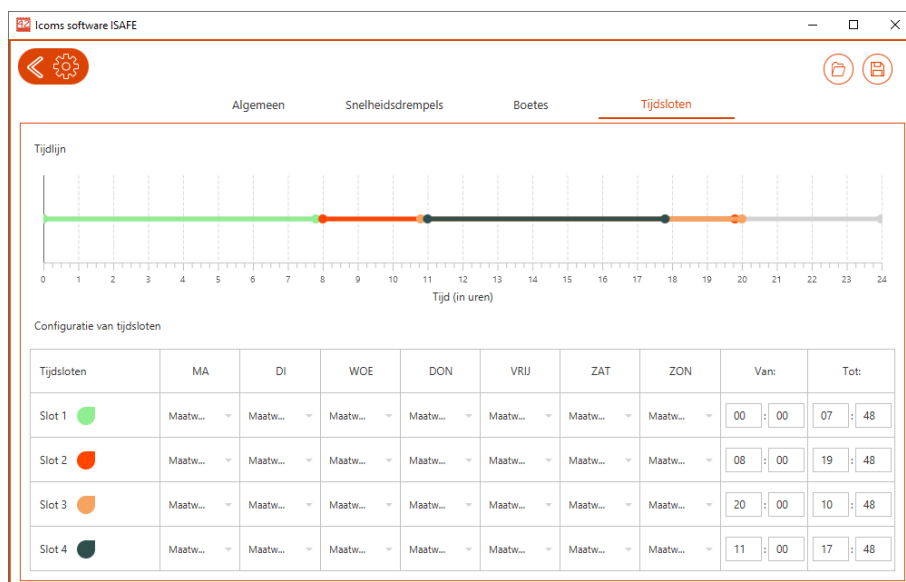 Icoms software ISAFE
Algemeen Snelheidsdrempels Boetes Tijdsloten
Tijdlijn
0 1 2 3 4 5 6 7 8 9 10 11 12 13 14 15 16 17 18 19 20 21 22 23 24
Tijd (in uren)
Configuratie van tijdsloten
Tijdsloten MA DI WOE DON VRIJ ZAT ZON Van: Tot:
Slot 1 Maatw... Maatw... Maatw... Maatw... Maatw... Maatw... Maatw... 00 : 00 07 : 48
Slot 2 Maatw... Maatw... Maatw... Maatw... Maatw... Maatw... Maatw... 08 : 00 19 : 48
Slot 3 Maatw... Maatw... Maatw... Maatw... Maatw... Maatw... Maatw... 20 : 00 10 : 48
Slot 4 Maatw... Maatw... Maatw... Maatw... Maatw... Maatw... Maatw... 11 : 00 17 : 48